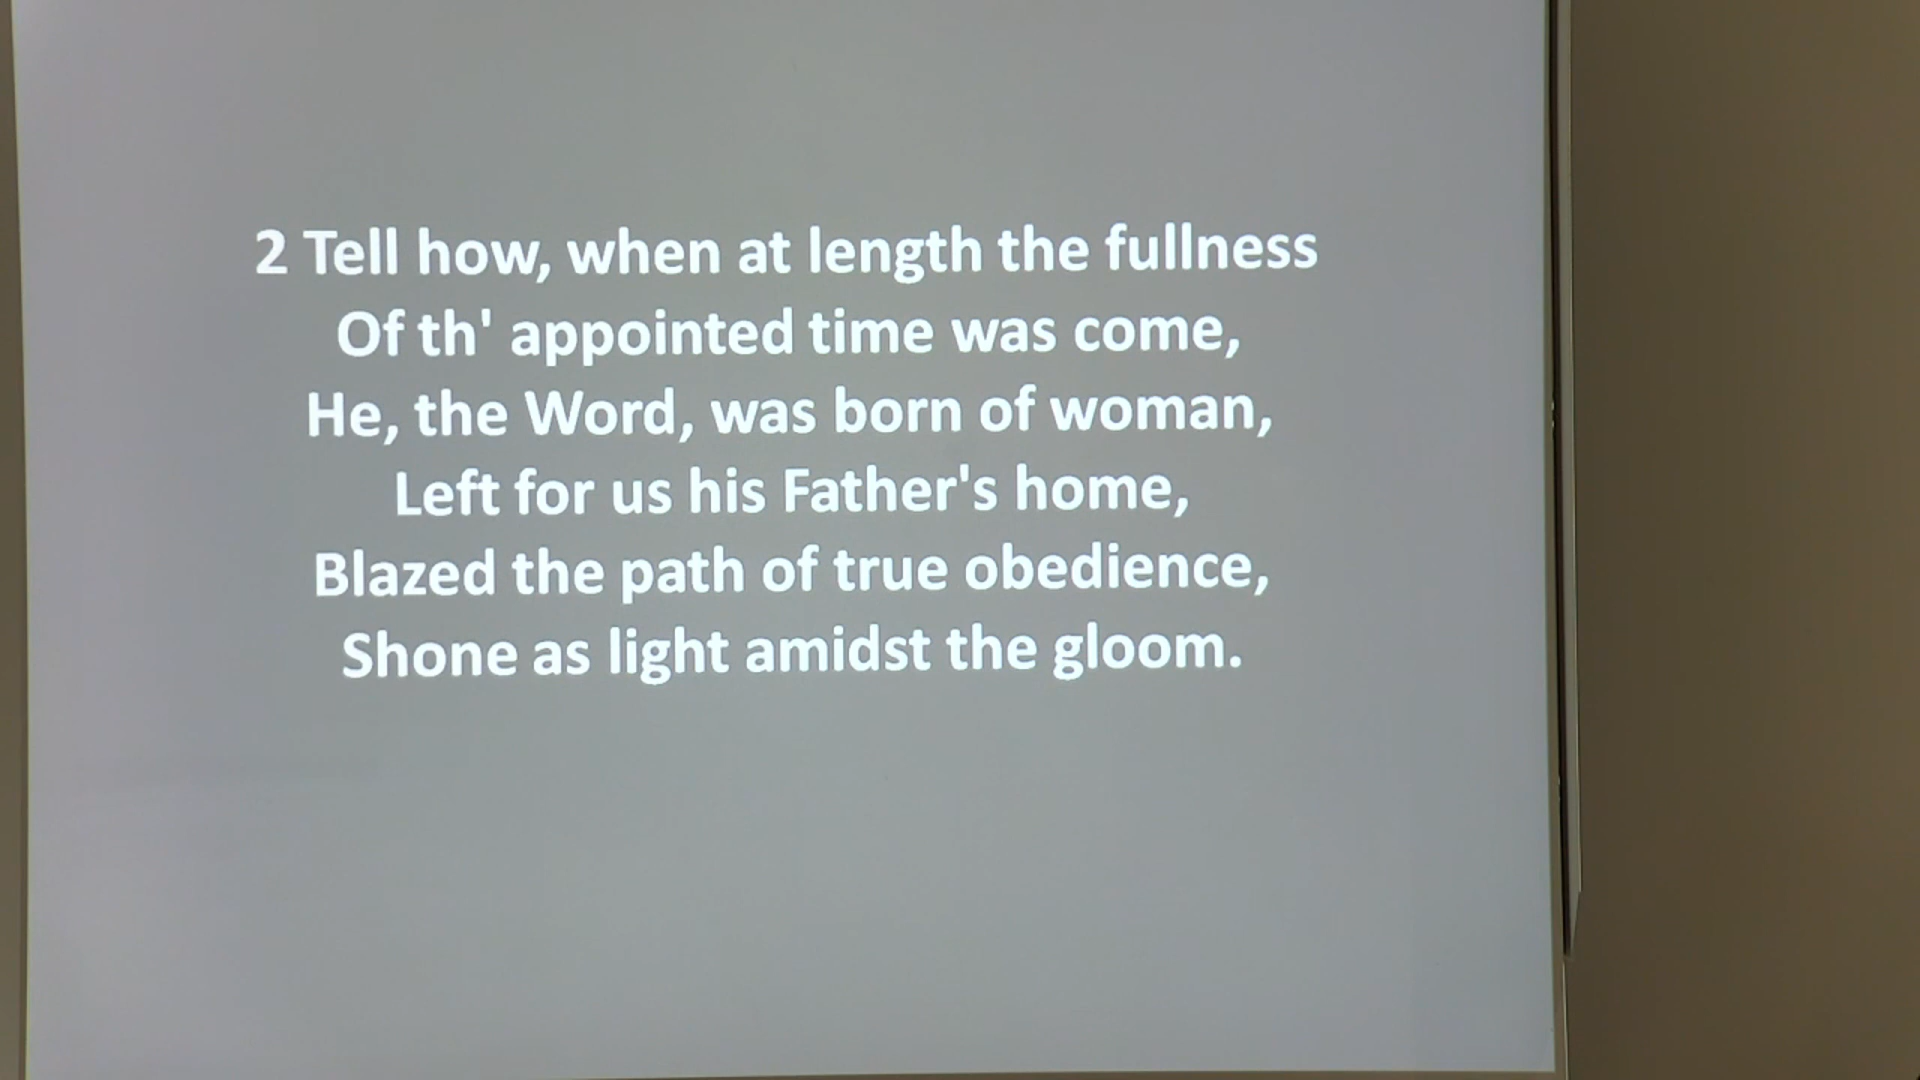 2 Tell how, when at length the fullness
Of th' appointed time was come,
He, the Word, was born of woman,
Left for us his Father's home,
Blazed the path of true obedience,
Shone as light amidst the gloom.